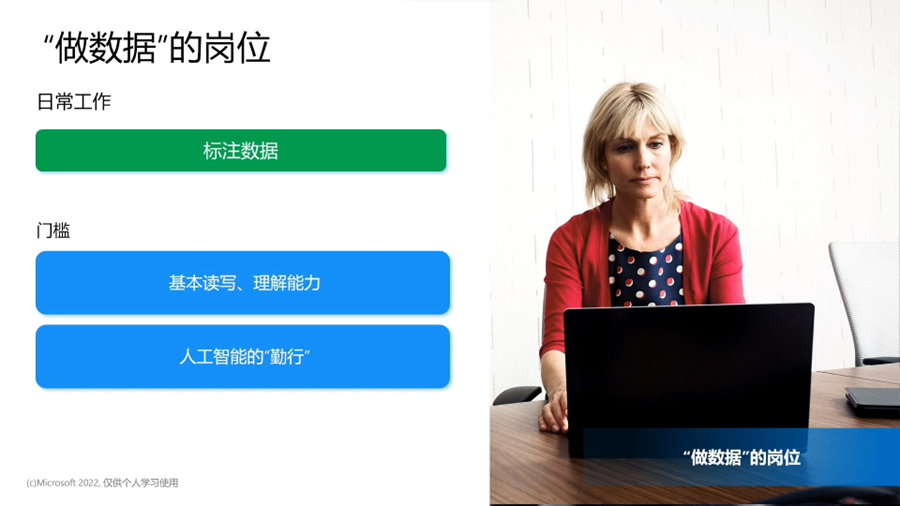 “做数据”的岗位
日常工作
标注数据
门槛
基本读写、理解能力
人工智能的“勤行”
“做数据”的岗位
(c)Microsoft 2022, 仅供个人学习使用